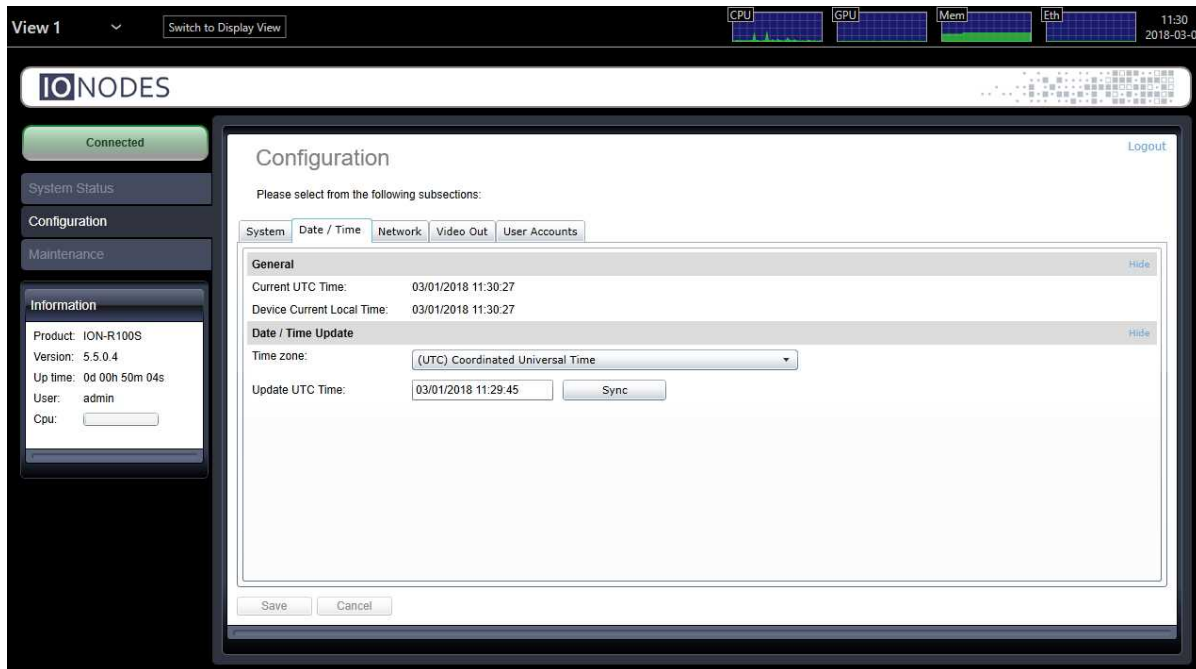 View 1
Switch to Display View
CPU
GPU
Mem
Eth
11:30
2018-03-0
IONODES
Connected
System Status
Configuration
Maintenance
Information
Product: ION-R100S
Version: 5.5.0.4
Up time: 0d 00h 50m 04s
User: admin
Cpu:
Logout
Configuration
Please select from the following subsections:
System Date / Time Network Video Out User Accounts
General Hide
Current UTC Time: 03/01/2018 11:30:27
Device Current Local Time: 03/01/2018 11:30:27
Date / Time Update Hide
Time zone: (UTC) Coordinated Universal Time
Update UTC Time: 03/01/2018 11:29:45 Sync
Save Cancel